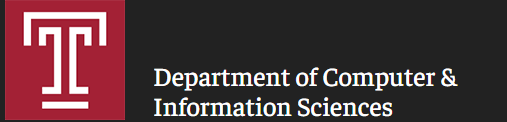 T
Department of Computer &
Information Sciences